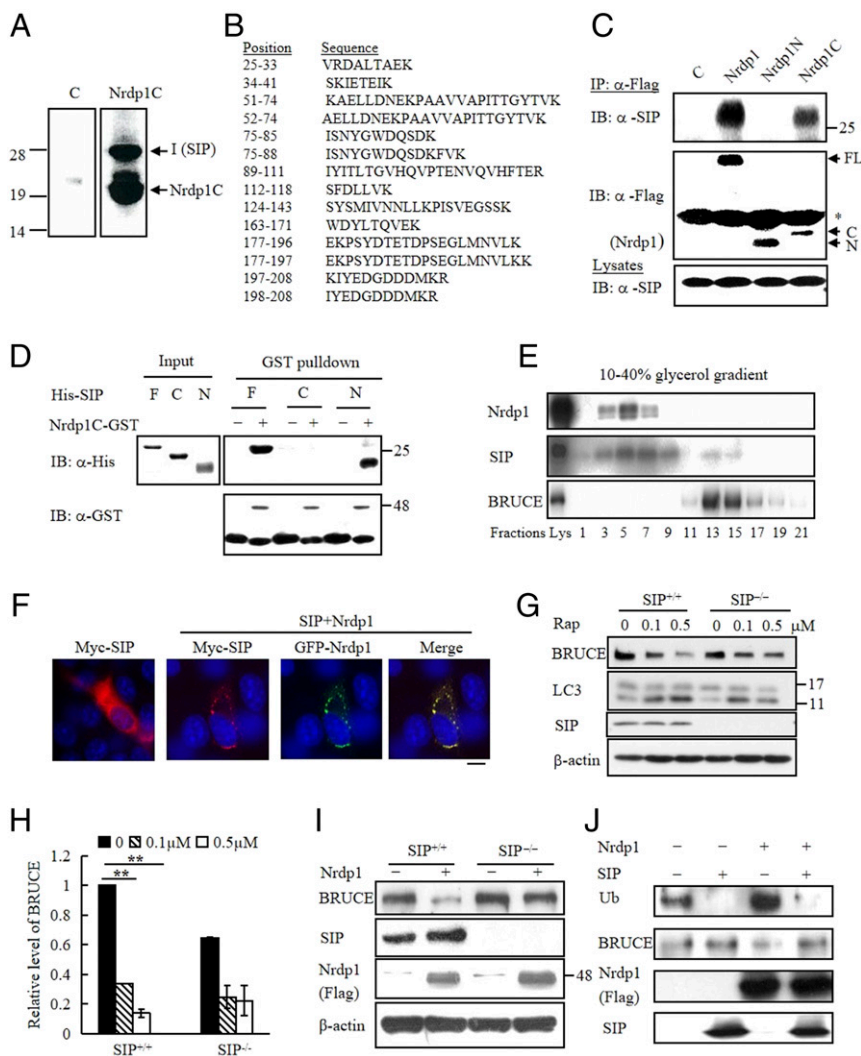 A
C Nrdp1C
28
I (SIP)
19
Nrdp1C
14
B
Position Sequence
25-33 VRDALTAEK
34-41 SKIETEIK
51-74 KAELLDNEKPAAVVAPITTGYTVK
52-74 AELLDNEKPAAVVAPITTGYTVK
75-85 ISNYGWDQSDK
75-88 ISNYGWDQSDKFVK
89-111 IYITLTGVHQVPTENVQVHFTER
112-118 SFDLLVK
124-143 SYSMIVNNLLKPISVEGSSK
163-171 WDYLTQVEK
177-196 EKPSYDTETDPSEGLMNVLK
177-197 EKPSYDTETDPSEGLMNVLKK
197-208 KIYEDGDDDMKR
198-208 IYEDGDDDMKR
C
C Nrdp1 Nrdp1N Nrdp1C
IP: α-Flag
IB: α-SIP
25
FL
IB: α-Flag
*
(Nrdp1)
C
N
Lysates
IB: α-SIP
D
Input GST pulldown
His-SIP F C N F C N
Nrdp1C-GST – + – + – +
IB: α-His
25
IB: α-GST
48
E
10-40% glycerol gradient
Nrdp1
SIP
BRUCE
Fractions Lys 1 3 5 7 9 11 13 15 17 19 21
F
SIP+Nrdp1
Myc-SIP Myc-SIP GFP-Nrdp1 Merge
G
SIP+/+ SIP–/–
Rap 0 0.1 0.5 0 0.1 0.5 μM
BRUCE
LC3
17
11
SIP
β-actin
H
0 0.1μM 0.5μM
Relative level of BRUCE
1.2
1
0.8
0.6
0.4
0.2
0
**
**
SIP+/+ SIP-/-
I
SIP+/+ SIP–/–
Nrdp1 – + – +
BRUCE
SIP
Nrdp1
(Flag)
48
β-actin
J
Nrdp1 – – + +
SIP – + – +
Ub
BRUCE
Nrdp1
(Flag)
SIP